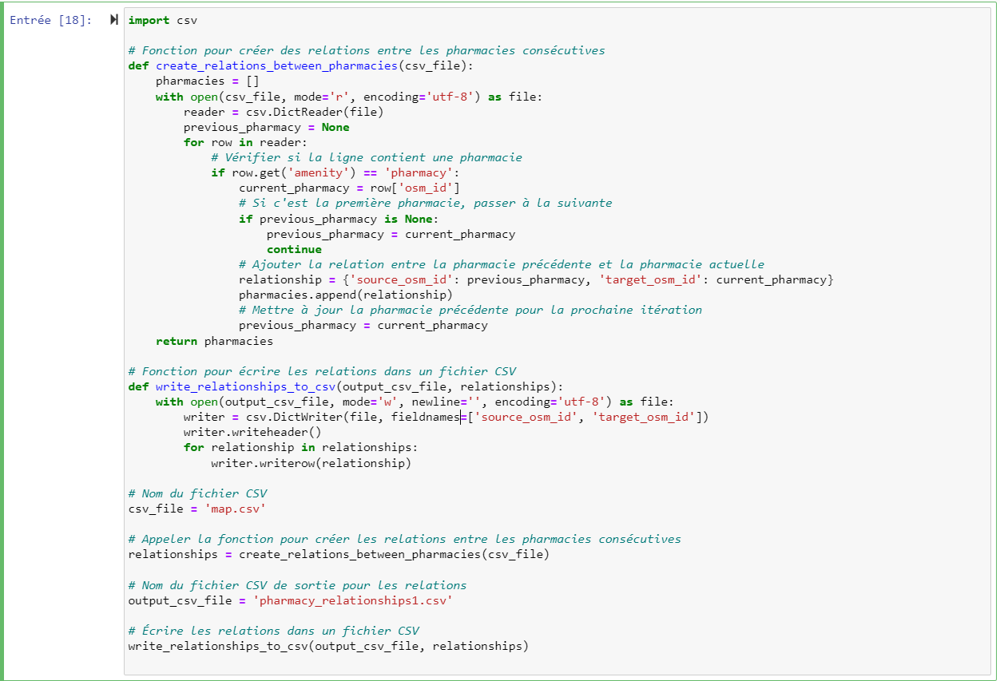 Entrée [18]:
import csv

# Fonction pour créer des relations entre les pharmacies consécutives
def create_relations_between_pharmacies(csv_file):
    pharmacies = []
    with open(csv_file, mode='r', encoding='utf-8') as file:
        reader = csv.DictReader(file)
        previous_pharmacy = None
        for row in reader:
            # Vérifier si la ligne contient une pharmacie
            if row.get('amenity') == 'pharmacy':
                current_pharmacy = row['osm_id']
                # Si c'est la première pharmacie, passer à la suivante
                if previous_pharmacy is None:
                    previous_pharmacy = current_pharmacy
                    continue
                # Ajouter la relation entre la pharmacie précédente et la pharmacie actuelle
                relationship = {'source_osm_id': previous_pharmacy, 'target_osm_id': current_pharmacy}
                pharmacies.append(relationship)
                # Mettre à jour la pharmacie précédente pour la prochaine itération
                previous_pharmacy = current_pharmacy
    return pharmacies

# Fonction pour écrire les relations dans un fichier CSV
def write_relationships_to_csv(output_csv_file, relationships):
    with open(output_csv_file, mode='w', newline='', encoding='utf-8') as file:
        writer = csv.DictWriter(file, fieldnames=['source_osm_id', 'target_osm_id'])
        writer.writeheader()
        for relationship in relationships:
            writer.writerow(relationship)

# Nom du fichier CSV
csv_file = 'map.csv'

# Appeler la fonction pour créer les relations entre les pharmacies consécutives
relationships = create_relations_between_pharmacies(csv_file)

# Nom du fichier CSV de sortie pour les relations
output_csv_file = 'pharmacy_relationships1.csv'

# Écrire les relations dans un fichier CSV
write_relationships_to_csv(output_csv_file, relationships)